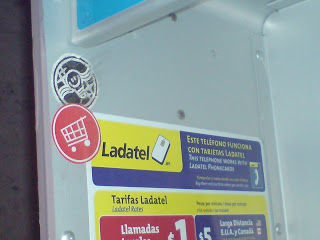 Ladatel
ESTE TELÉFONO FUNCIONA
CON TARJETAS LADATEL
THIS TELEPHONE WORKS WITH
LADATEL PHONECARDS
Tarifas Ladatel
Ladatel Rates
Llamadas
$1
$5
Larga Distancia
E.U.A. y Canadá